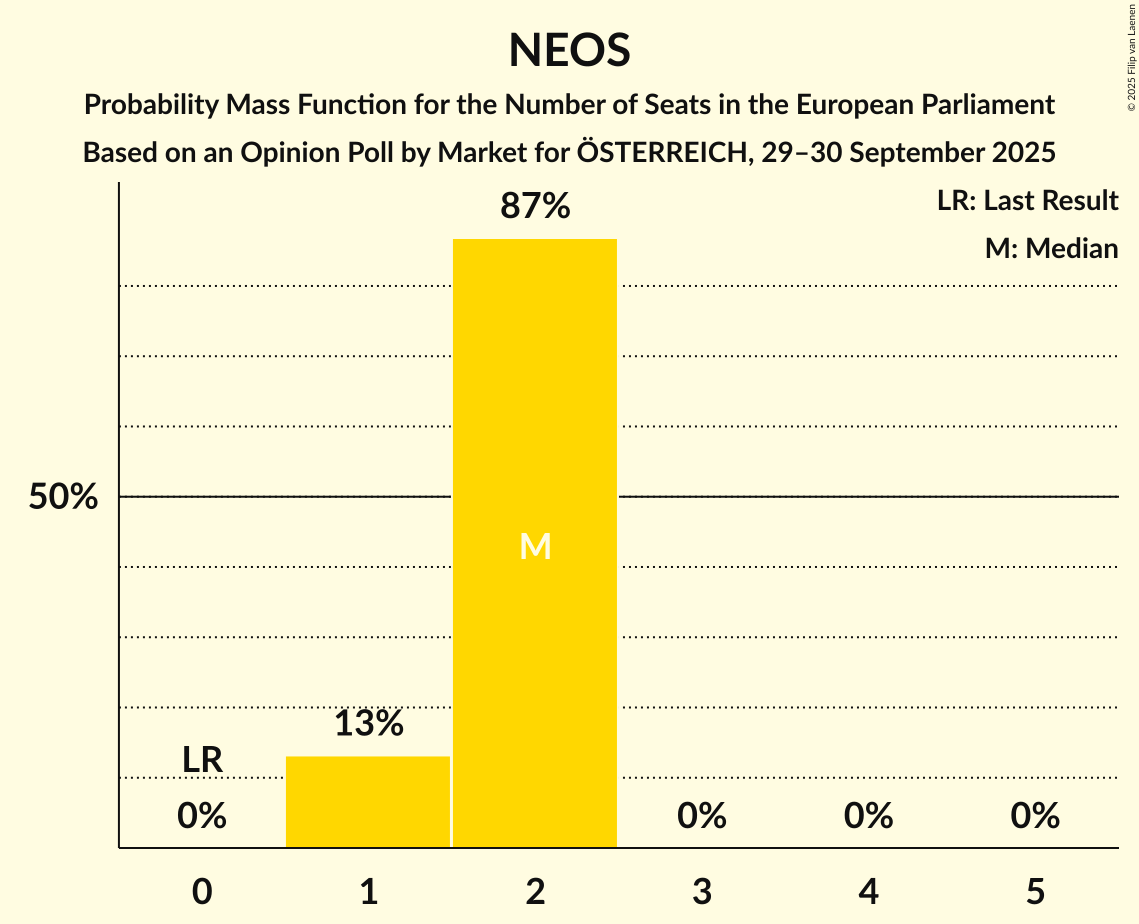 NEOS
Probability Mass Function for the Number of Seats in the European Parliament
Based on an Opinion Poll by Market for ÖSTERREICH, 29–30 September 2025
© 2025 Filip van Laenen
LR: Last Result
M: Median
87%
50%
M
13%
LR
0%
0%
0%
0%
0 1 2 3 4 5